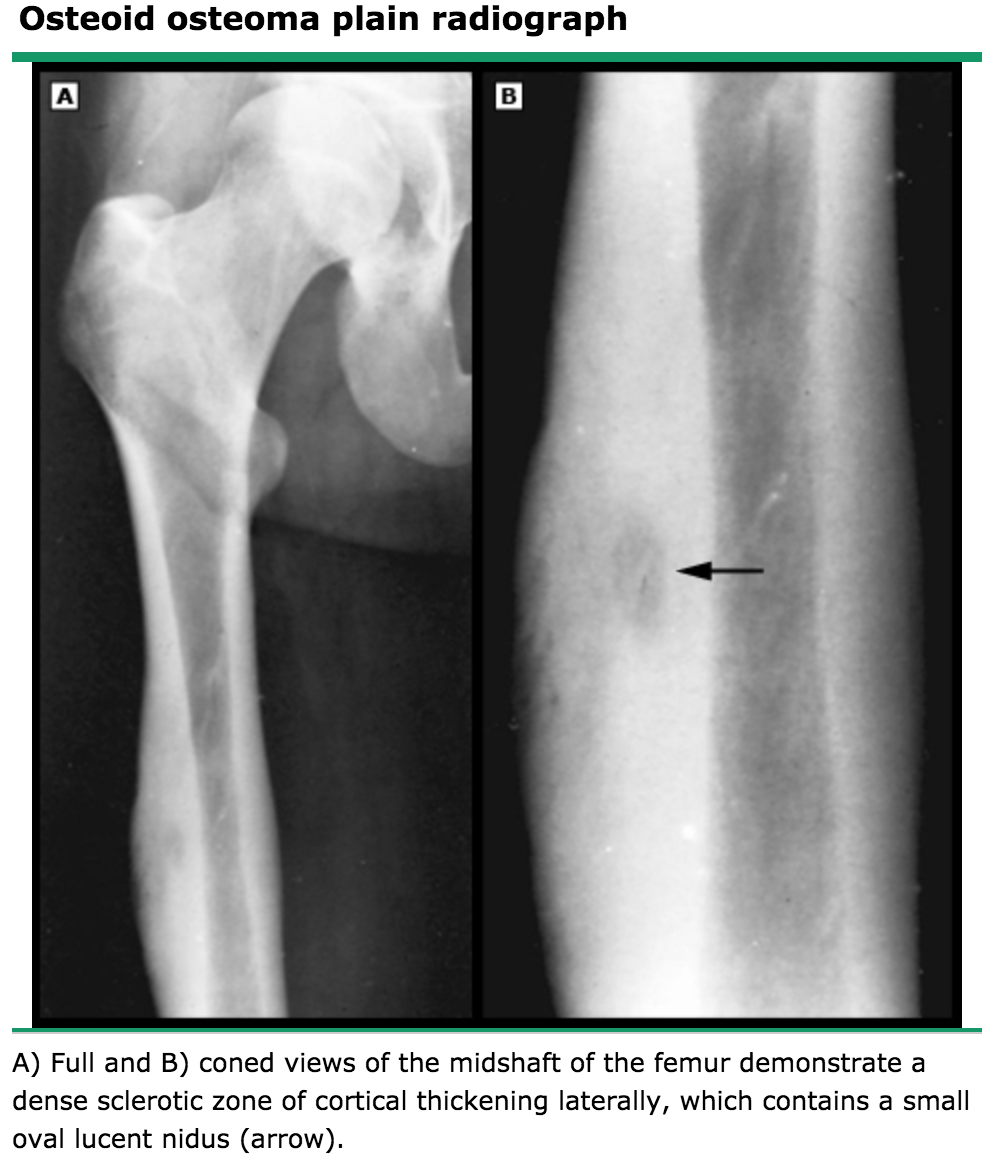 Osteoid osteoma plain radiograph
A
B
A) Full and B) coned views of the midshaft of the femur demonstrate a
dense sclerotic zone of cortical thickening laterally, which contains a small
oval lucent nidus (arrow).